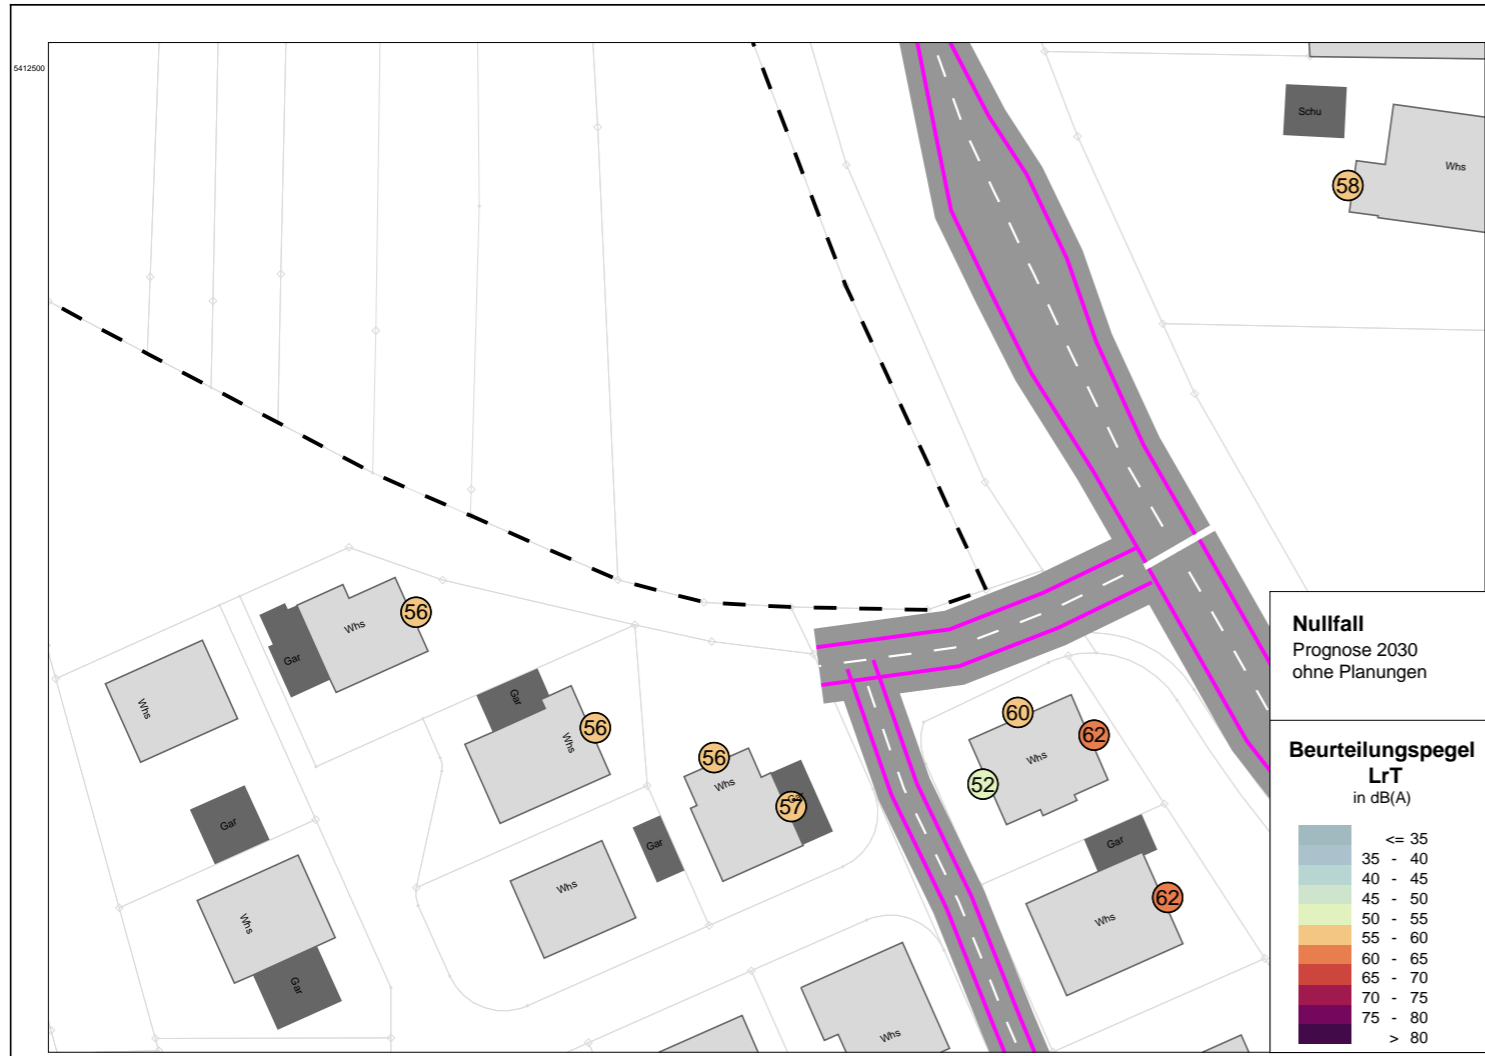 5412500
Schu
Whs
58
56
Whs
Gar
Whs
Gar
56
Whs
56
Whs
57
60
62
Whs
52
Gar
Gar
Whs
Gar
62
Whs
Whs
Gar
Whs
Nullfall
Prognose 2030
ohne Planungen
Beurteilungspegel
LrT
in dB(A)
<= 35
35 - 40
40 - 45
45 - 50
50 - 55
55 - 60
60 - 65
65 - 70
70 - 75
75 - 80
> 80